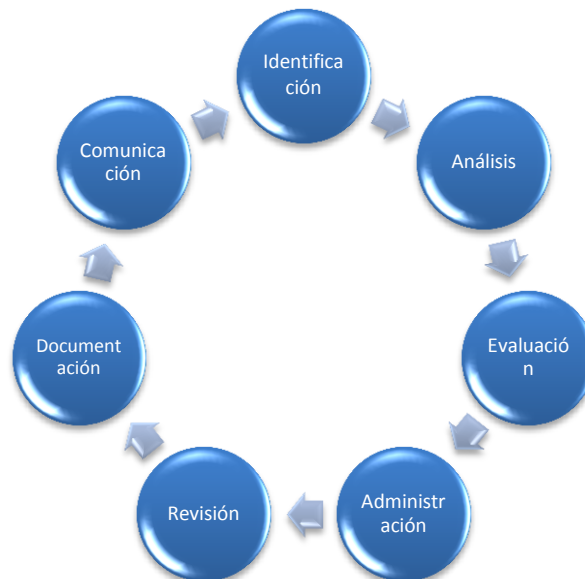 Identifica
ción
Análisis
Evaluació
n
Administr
ación
Revisión
Document
ación
Comunica
ción